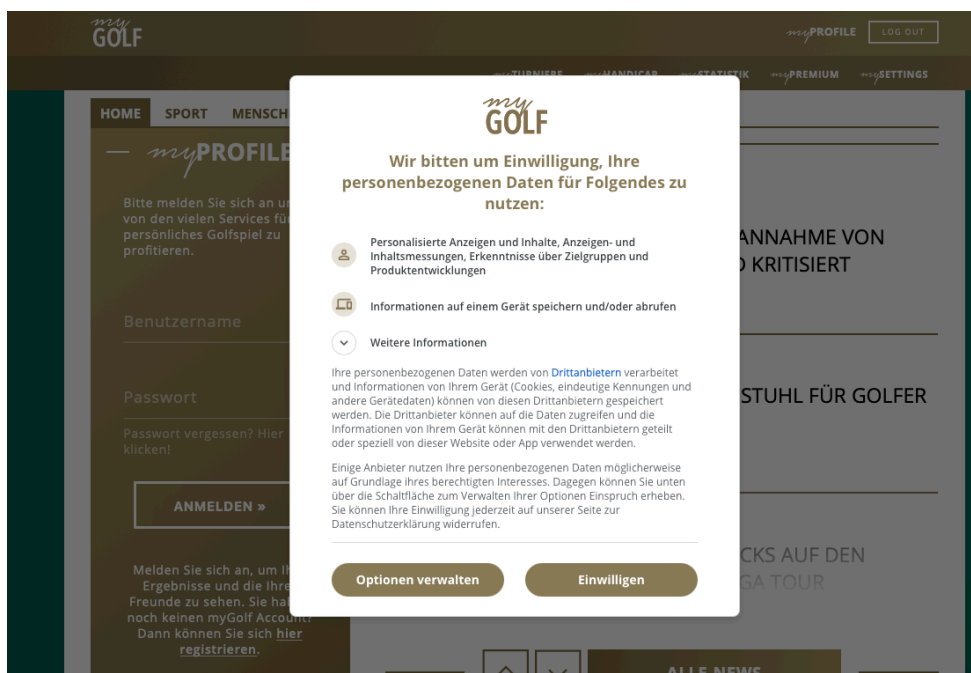 my
GOLF
myPROFILE
LOG OUT
myTURNIERE myHANDICAP mySTATISTIK myPREMIUM mySETTINGS
HOME SPORT MENSCH
myPROFILE
Bitte melden Sie sich an
von den vielen Services
persönliches Golfspiel zu
profitieren.
Benutzername
Passwort
Passwort vergessen? Hier
klicken!
ANMELDEN »
Melden Sie sich an, um
Ergebnisse und die
Freunde zu sehen. Sie
noch keinen myGolf Account?
Dann können Sie sich hier
registrieren.
my
GOLF
Wir bitten um Einwilligung, Ihre
personenbezogenen Daten für Folgendes zu
nutzen:
Personalisierte Anzeigen und Inhalte, Anzeigen- und
Inhaltsmessungen, Erkenntnisse über Zielgruppen und
Produktentwicklungen
Informationen auf einem Gerät speichern und/oder abrufen
Weitere Informationen
Ihre personenbezogenen Daten werden von Drittanbietern verarbeitet
und Informationen von Ihrem Gerät (Cookies, eindeutige Kennungen und
andere Gerätedaten) können von diesen Drittanbietern gespeichert
werden. Die Drittanbieter können auf die Daten zugreifen und die
Informationen von Ihrem Gerät können mit den Drittanbietern geteilt
oder speziell von dieser Website oder App verwendet werden.
Einige Anbieter nutzen Ihre personenbezogenen Daten möglicherweise
auf Grundlage ihres berechtigten Interesses. Dagegen können Sie unten
über die Schaltfläche zum Verwalten Ihrer Optionen Einspruch erheben.
Sie können Ihre Einwilligung jederzeit auf unserer Seite zur
Datenschutzerklärung widerrufen.
Optionen verwalten
Einwilligen
ANNAHME VON
KRITISIERT
STUHL FÜR GOLFER
CKS AUF DEN
GA TOUR
ALLE NEWS